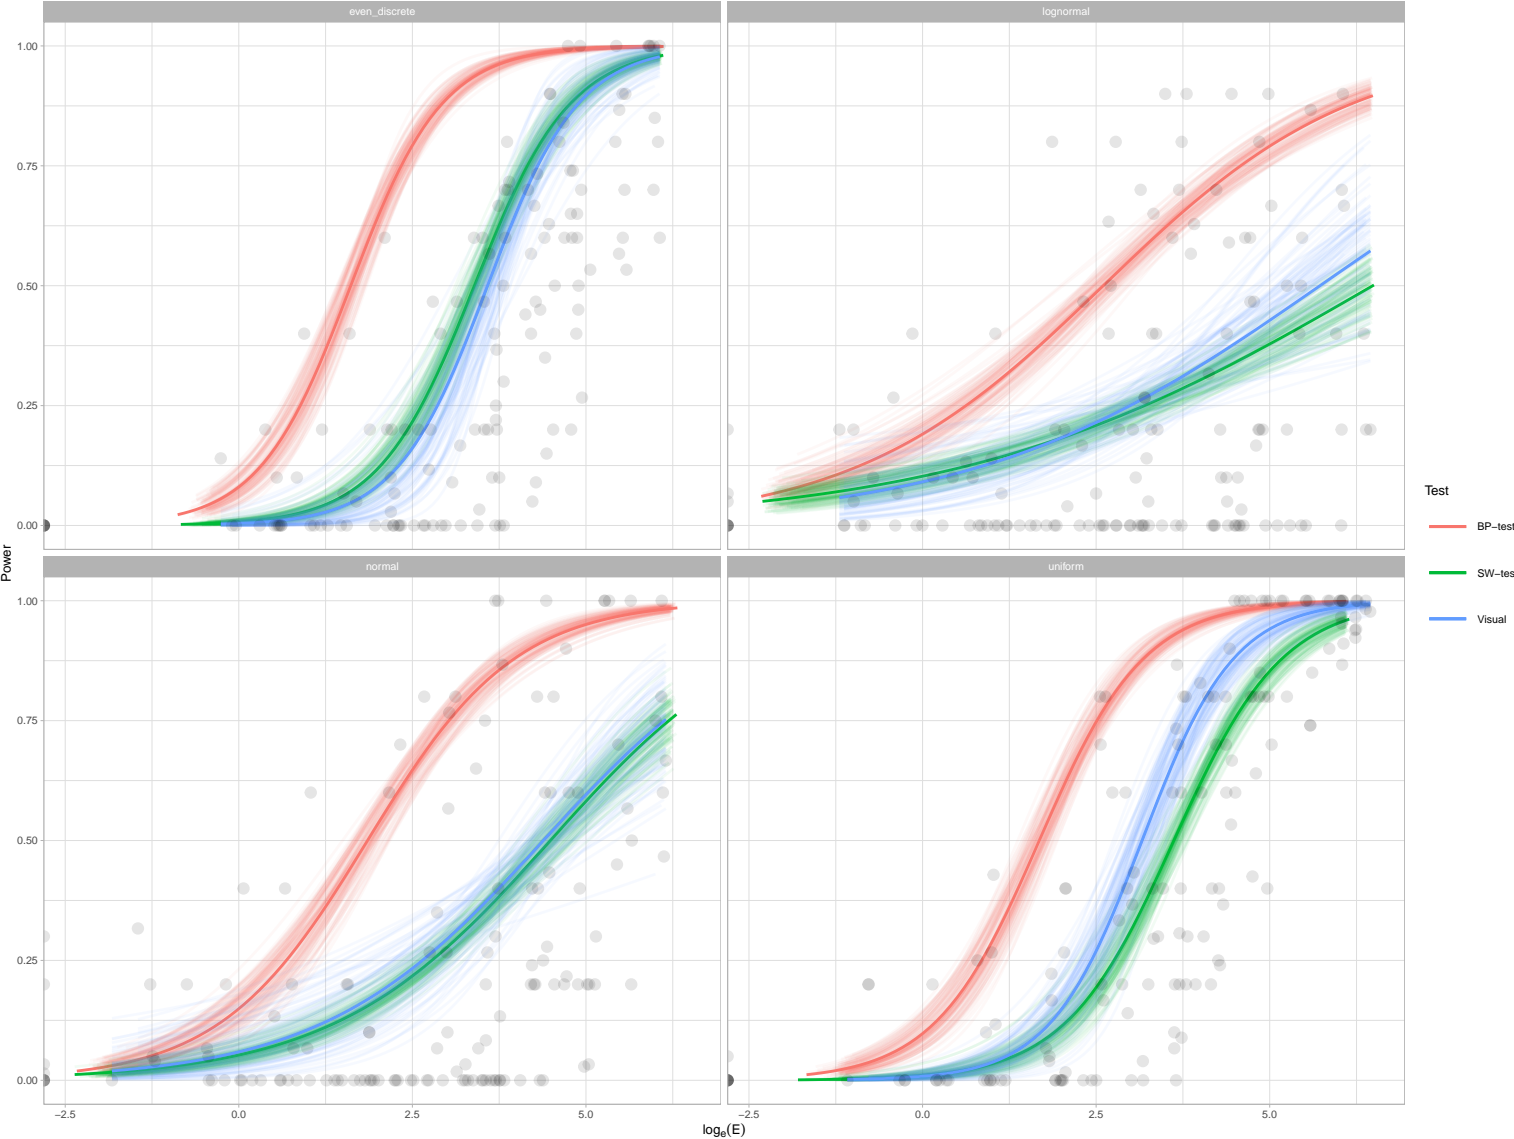 even_discrete
lognormal
1.00
0.75
0.50
0.25
0.00
normal
uniform
1.00
0.75
0.50
0.25
0.00
−2.5
0.0
2.5
5.0
−2.5
0.0
2.5
5.0
Power
logₑ(E)
Test
BP−test
SW−tes
Visual